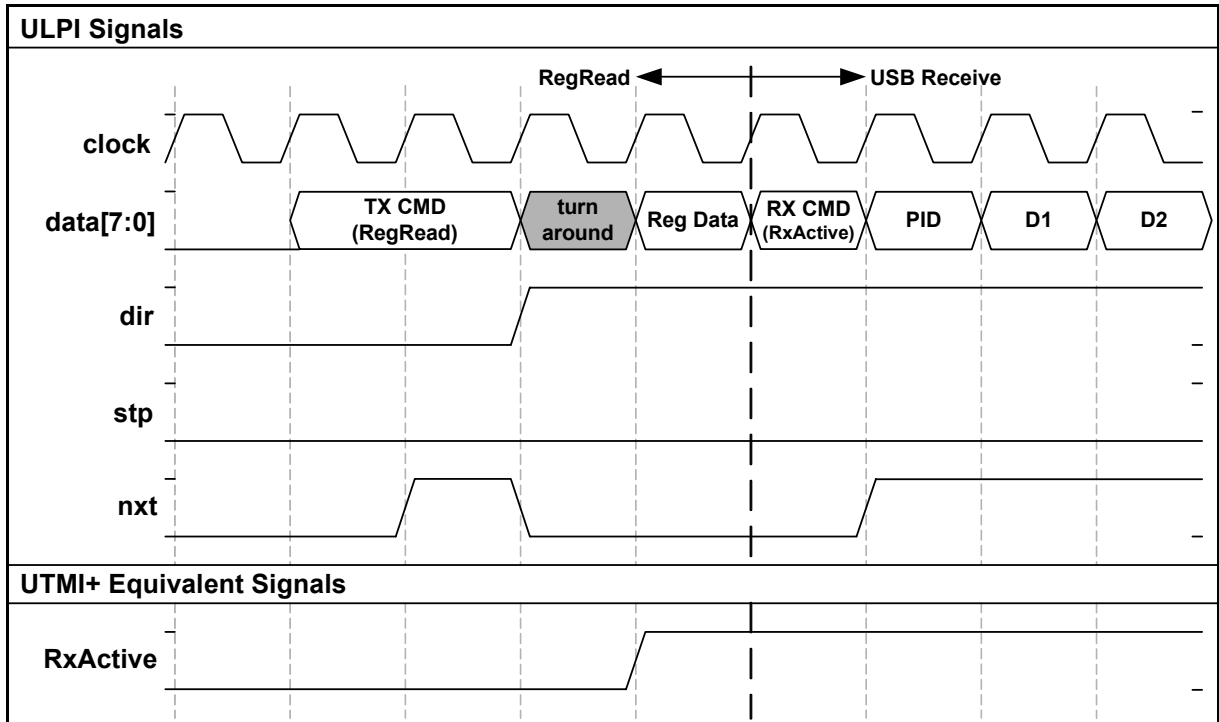 ULPI Signals
RegRead
USB Receive
clock
data[7:0]
TX CMD
(RegRead)
turn
around
Reg Data
RX CMD
(RxActive)
PID
D1
D2
dir
stp
nxt
UTMI+ Equivalent Signals
RxActive